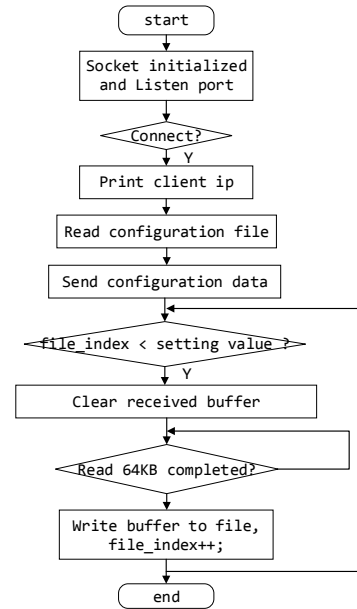 start
Socket initialized
and Listen port
Connect?
Y
Print client ip
Read configuration file
Send configuration data
file_index < setting value ?
Y
Clear received buffer
Read 64KB completed?
Write buffer to file,
file_index++;
end